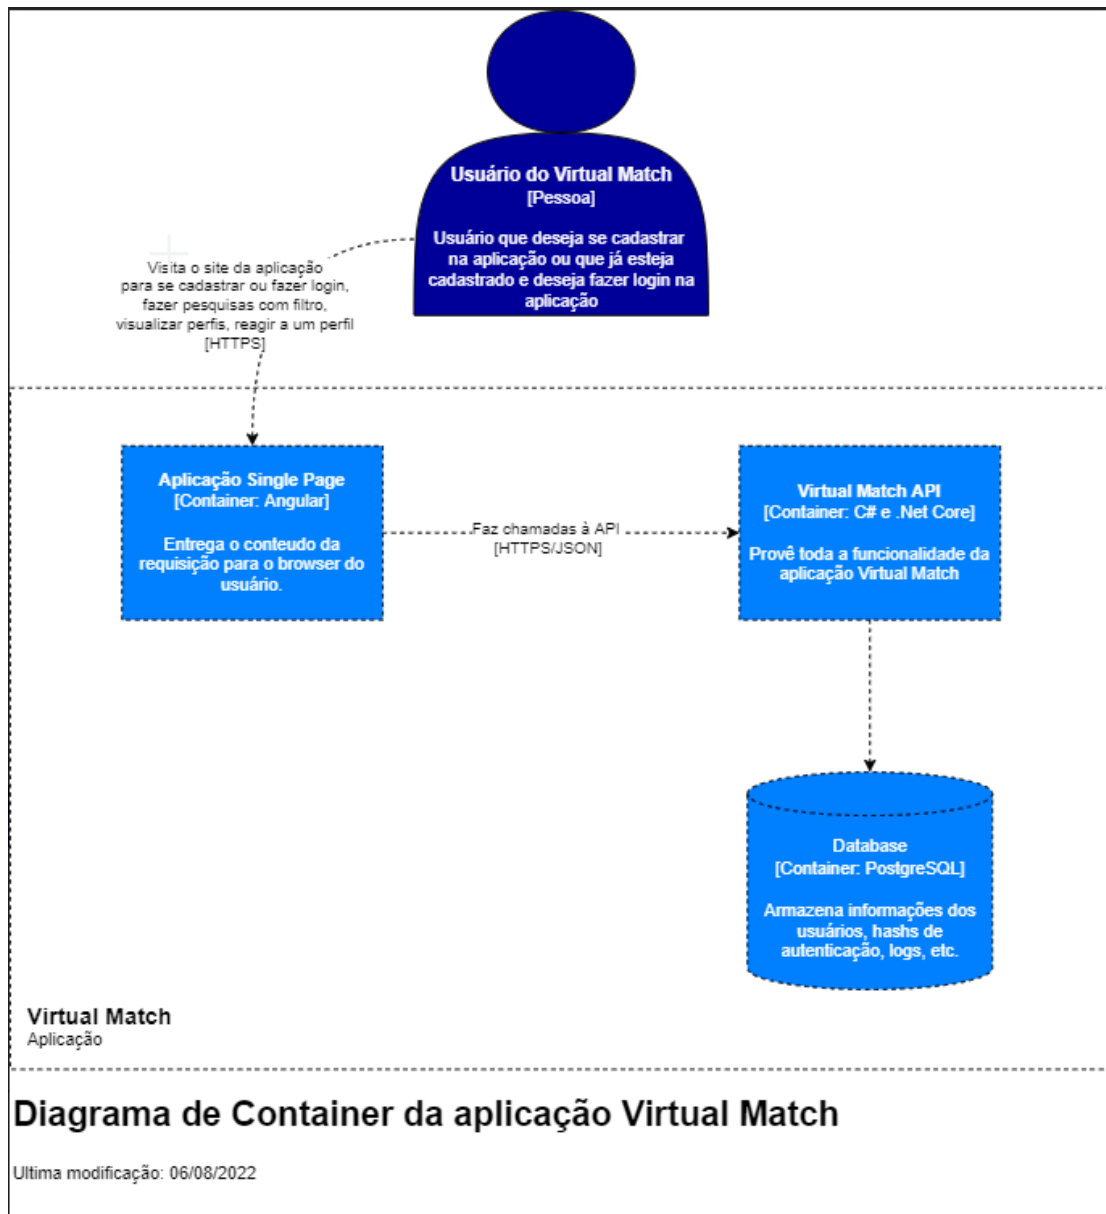 Usuário do Virtual Match
[Pessoa]
Usuário que deseja se cadastrar
na aplicação ou que já esteja
cadastrado e deseja fazer login na
aplicação
Visita o site da aplicação
para se cadastrar ou fazer login,
fazer pesquisas com filtro,
visualizar perfis, reagir a um perfil
[HTTPS]
Aplicação Single Page
[Container: Angular]
Entrega o conteudo da
requisição para o browser do
usuário.
Faz chamadas à API
[HTTPS/JSON]
Virtual Match API
[Container: C# e .Net Core]
Provê toda a funcionalidade da
aplicação Virtual Match
Database
[Container: PostgreSQL]
Armazena informações dos
usuários, hashs de
autenticação, logs, etc.
Virtual Match
Aplicação
Diagrama de Container da aplicação Virtual Match
Ultima modificação: 06/08/2022